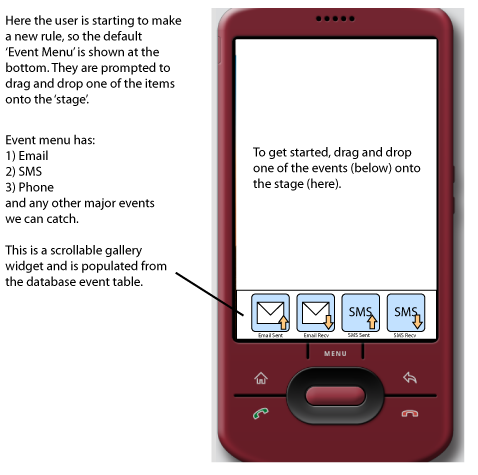 Here the user is starting to make
a new rule, so the default
'Event Menu' is shown at the
bottom. They are prompted to
drag and drop one of the items
onto the 'stage'.
Event menu has:
1) Email
2) SMS
3) Phone
and any other major events
we can catch.
This is a scrollable gallery
widget and is populated from
the database event table.
To get started, drag and drop
one of the events (below) onto
the stage (here).
SMS SMS
Email Sent Email Recv SMS Sent SMS Recv
MENU